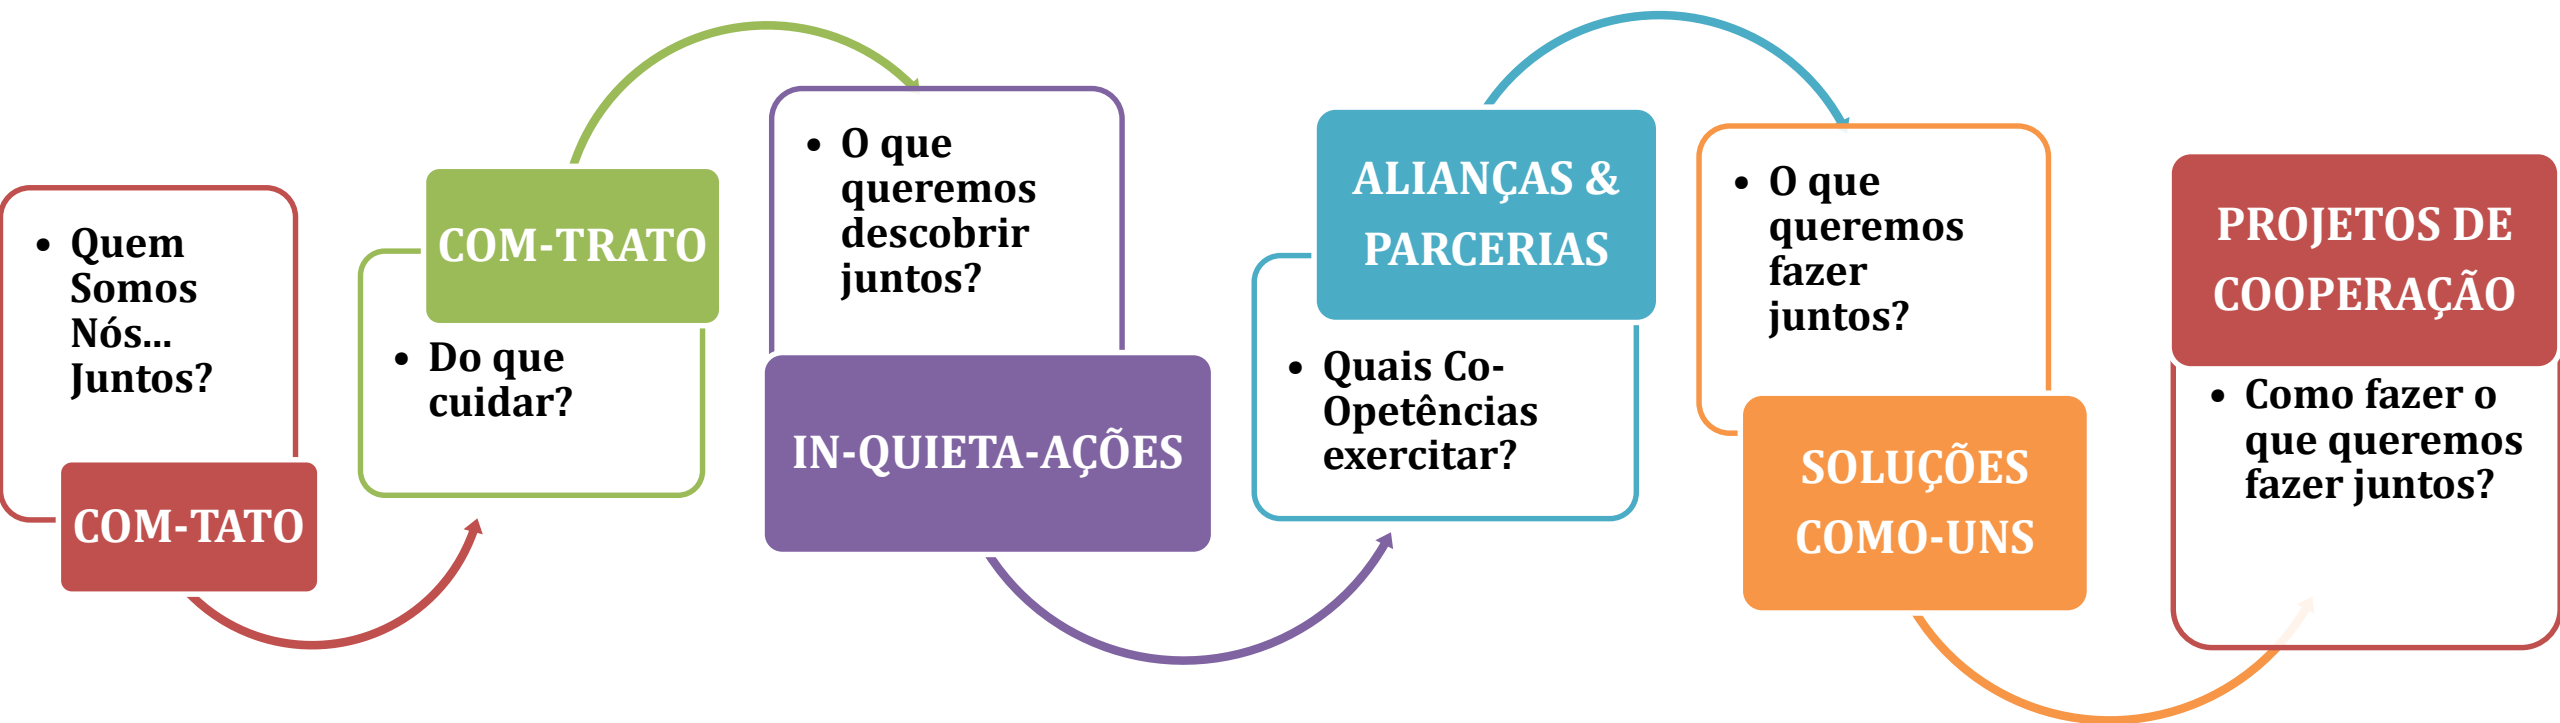 • Quem
Somos
Nós...
Juntos?
COM-TATO
COM-TRATO
• Do que
cuidar?
• O que
queremos
descobrir
juntos?
IN-QUIETA-AÇÕES
ALIANÇAS &
PARCERIAS
• Quais Co-
Opetências
exercitar?
• O que
queremos
fazer
juntos?
SOLUÇÕES
COMO-UNS
PROJETOS DE
COOPERAÇÃO
• Como fazer o
que queremos
fazer juntos?